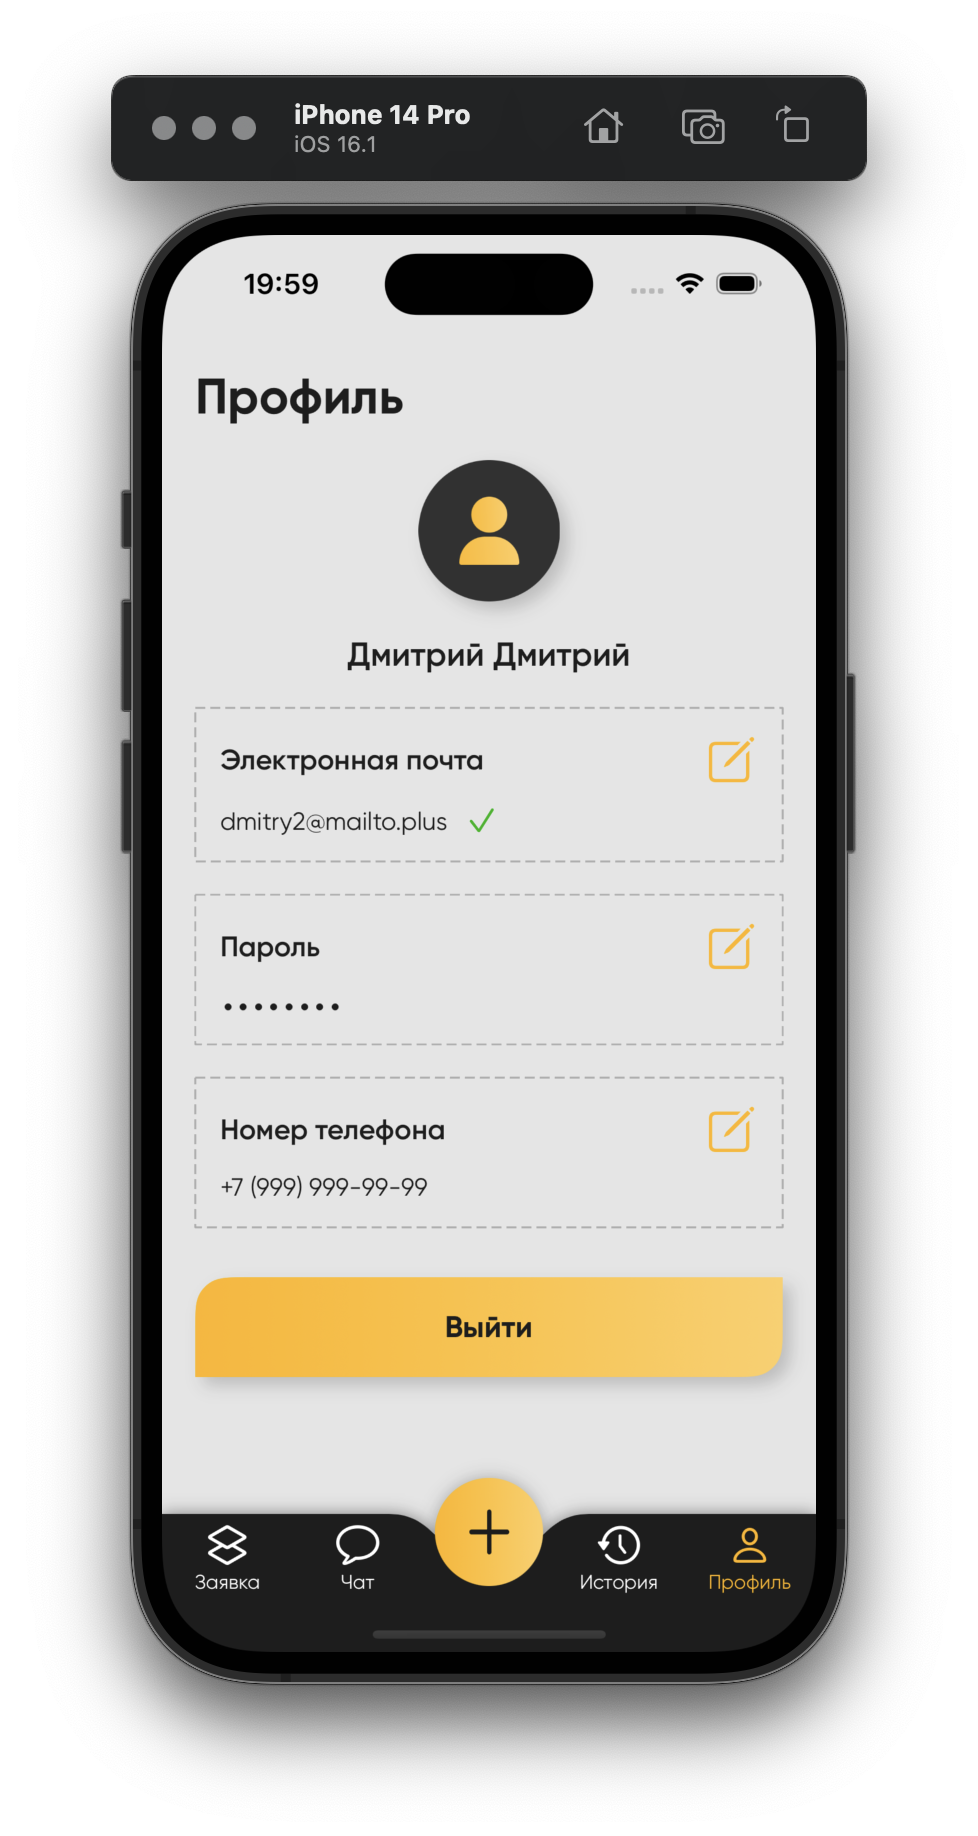 iPhone 14 Pro
iOS 16.1
19:59
Профиль
Дмитрий Дмитрий
Электронная почта
dmitry2@mailto.plus
Пароль
••••••••
Номер телефона
+7 (999) 999-99-99
Выйти
Заявка
Чат
История
Профиль